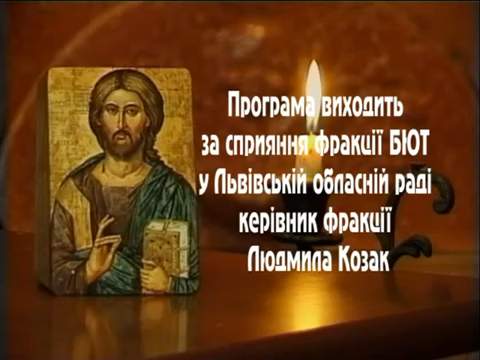 Програма виходить
за сприяння фракції БЮТ
у Львівській обласній раді
керівник фракції
Людмила Козак